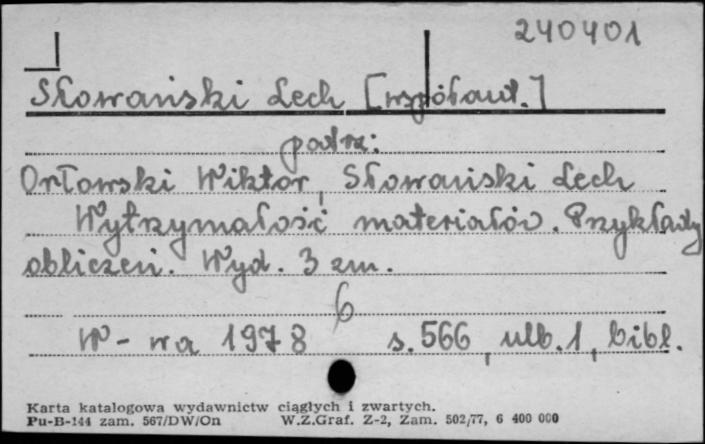 240401
Słowański Lech [współaut.]
patrz:
Orłowski Wiktor, Słowański Lech
Wytrzymałość materiałów. Przykłady
obliczeń. Wyd. 3 zm.
6
W-wa 1978 s. 566, ulb. 1, bibl.
Karta katalogowa wydawnictw ciągłych i zwartych.
Pu-B-144 zam. 567/DW/On W.Z.Graf. Z-2, Zam. 502/77, 6 400 000